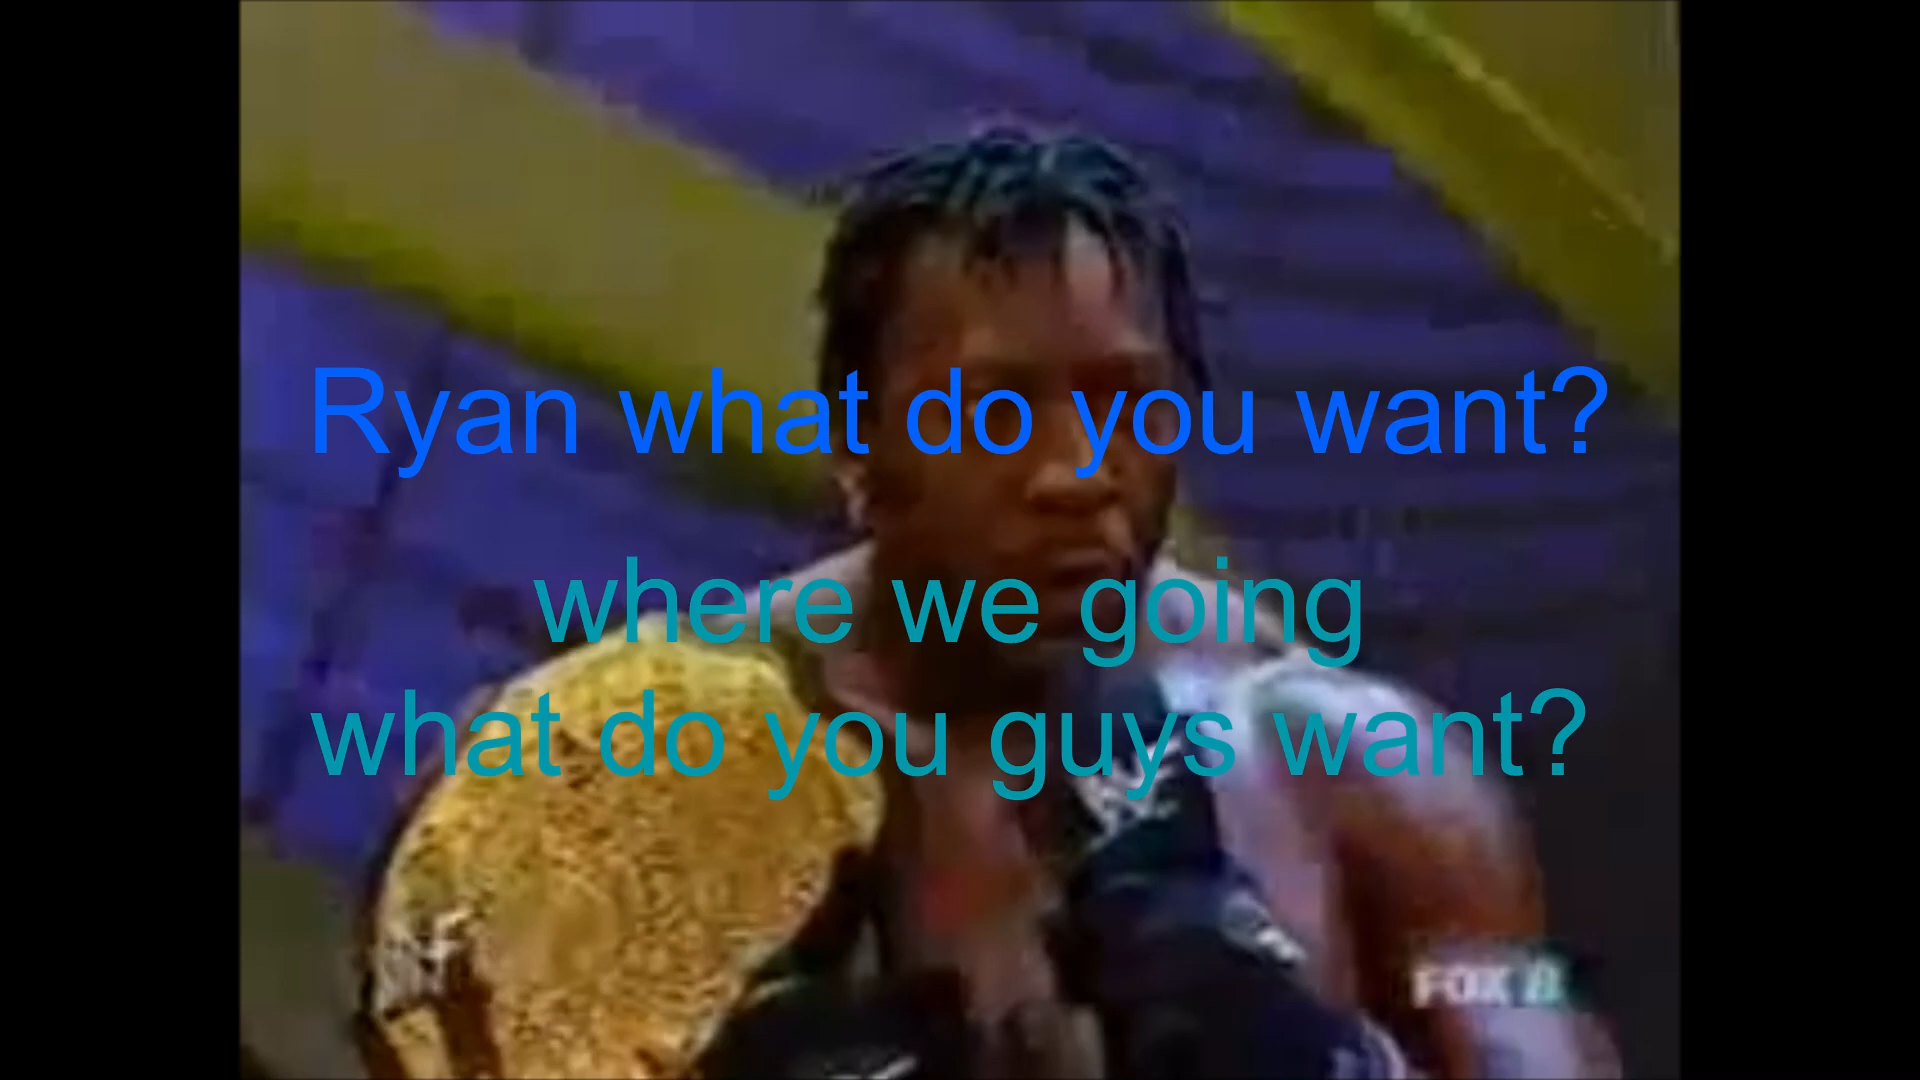 Ryan what do you want?
where we going
what do you guys want?
FOX 8